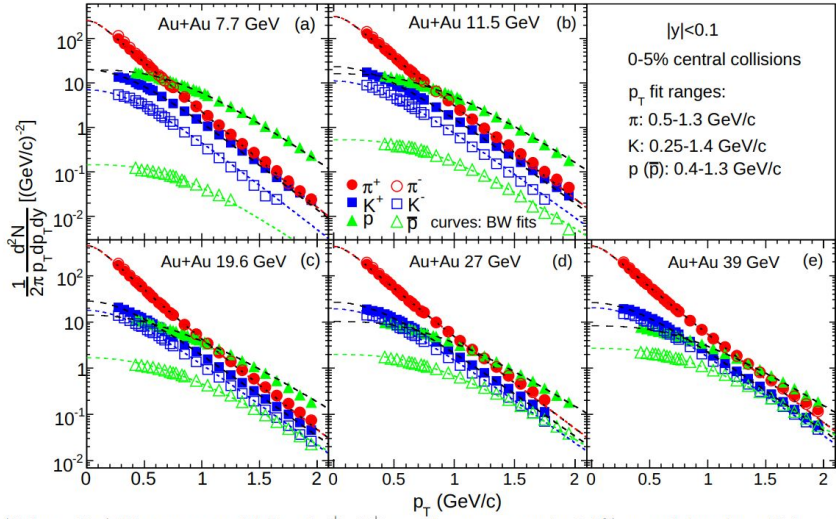 Au+Au 7.7 GeV (a)
Au+Au 11.5 GeV (b)
|y|<0.1
0-5% central collisions
p_T fit ranges:
π: 0.5-1.3 GeV/c
K: 0.25-1.4 GeV/c
p (p̅): 0.4-1.3 GeV/c
10² 10 1 10⁻¹ 10⁻²
π⁺ π⁻
K⁺ K⁻
p p̅ curves: BW fits
Au+Au 19.6 GeV (c)
Au+Au 27 GeV (d)
Au+Au 39 GeV (e)
10² 10 1 10⁻¹ 10⁻²
1/2π d²N/p_T dp_T dy [(GeV/c)⁻²]
0 0.5 1 1.5 2 0 0.5 1 1.5 2 0 0.5 1 1.5 2
p_T (GeV/c)